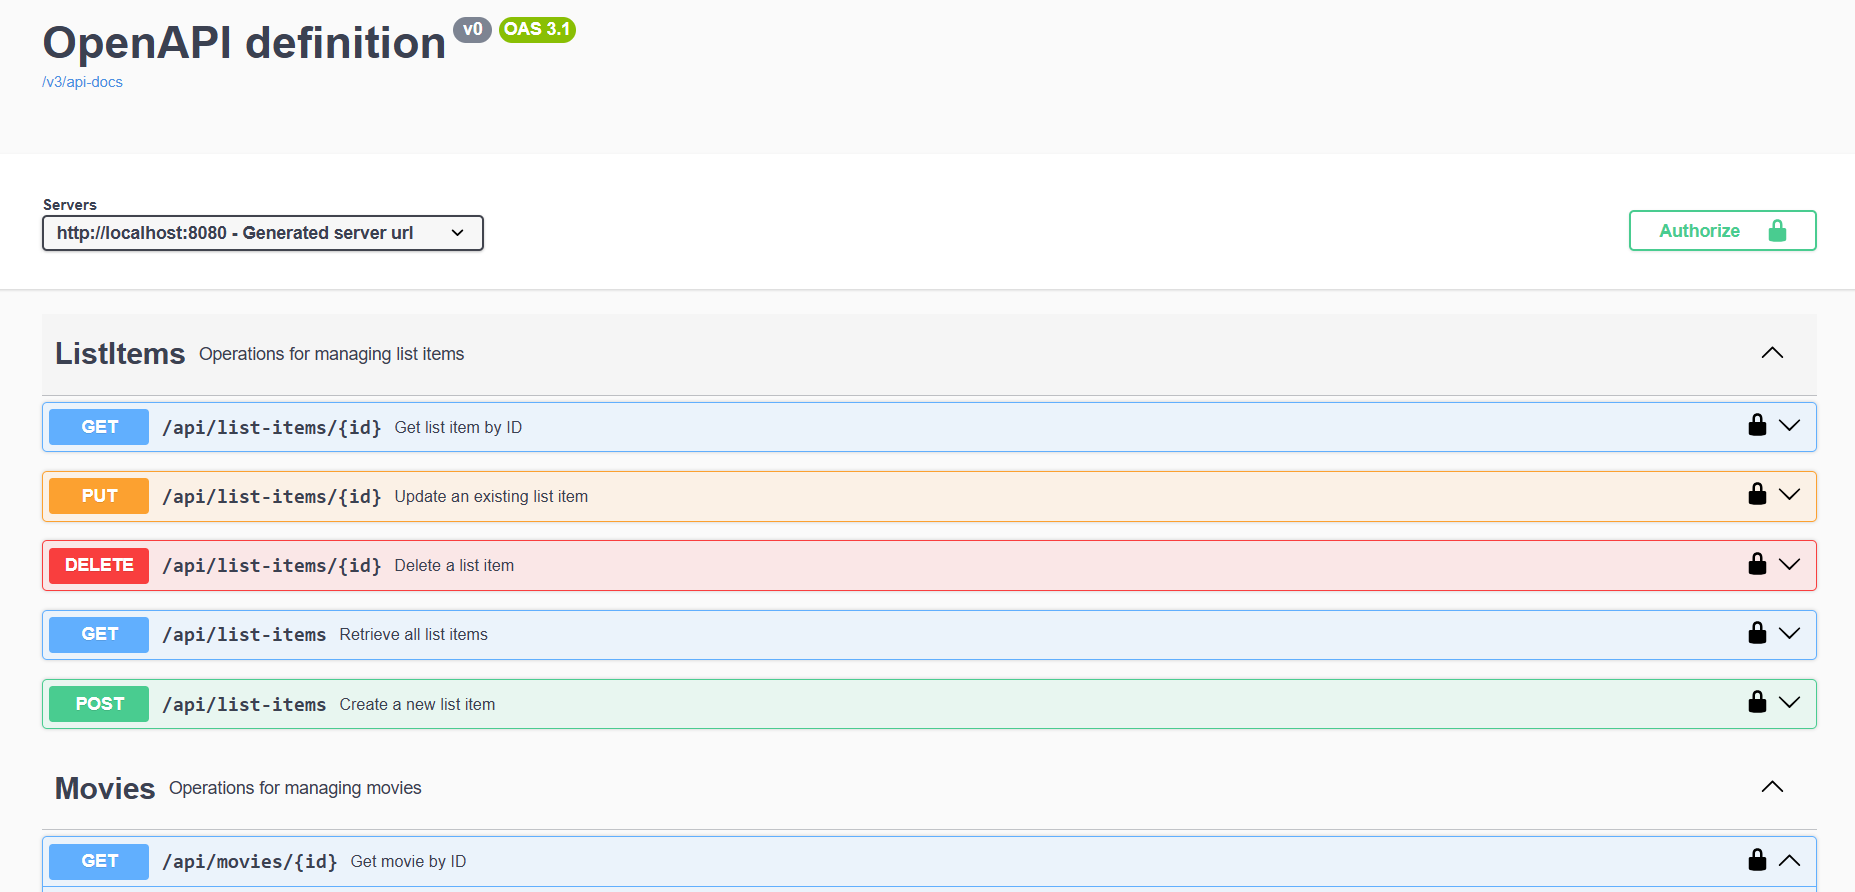 OpenAPI definition v0 OAS 3.1
/v3/api-docs
Servers
http://localhost:8080 - Generated server url
Authorize
ListItems Operations for managing list items
GET /api/list-items/{id} Get list item by ID
PUT /api/list-items/{id} Update an existing list item
DELETE /api/list-items/{id} Delete a list item
GET /api/list-items Retrieve all list items
POST /api/list-items Create a new list item
Movies Operations for managing movies
GET /api/movies/{id} Get movie by ID